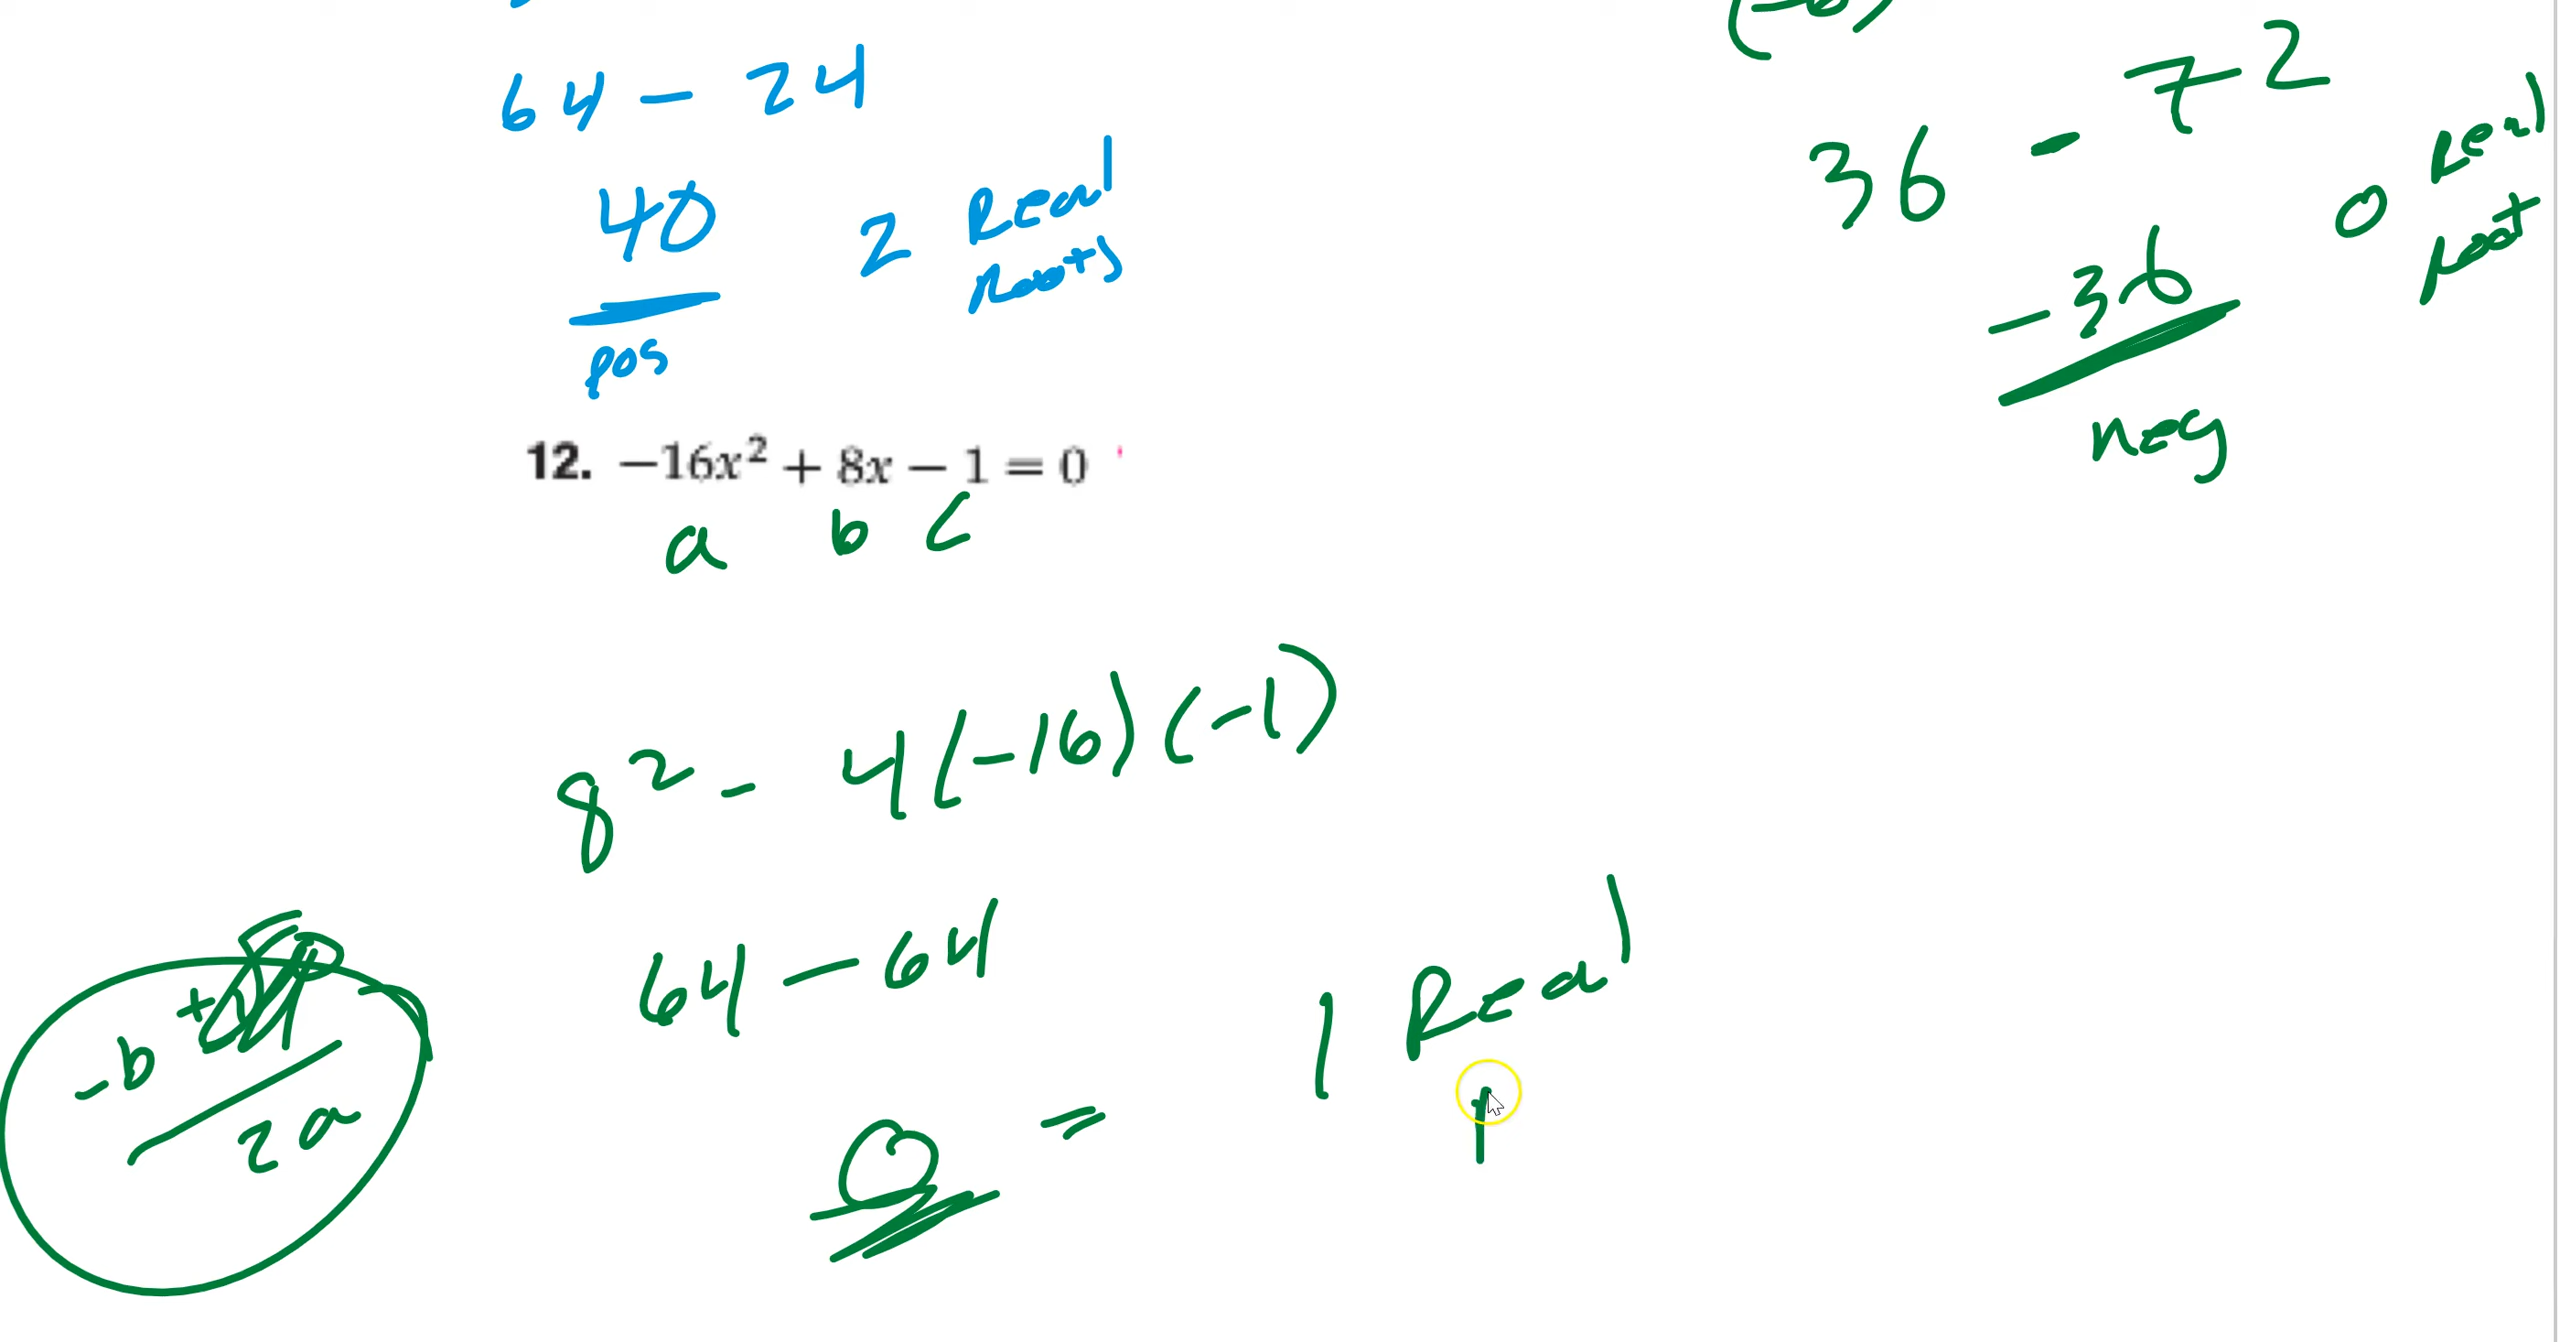 64 - 24
40
pos
2 Real
Roots
36 - 72
-36
neg
0 Real
Root
12. −16x² + 8x − 1 = 0
a b c
8² - 4(-16)(-1)
64 - 64
0 = 1 Real
-b +
2a